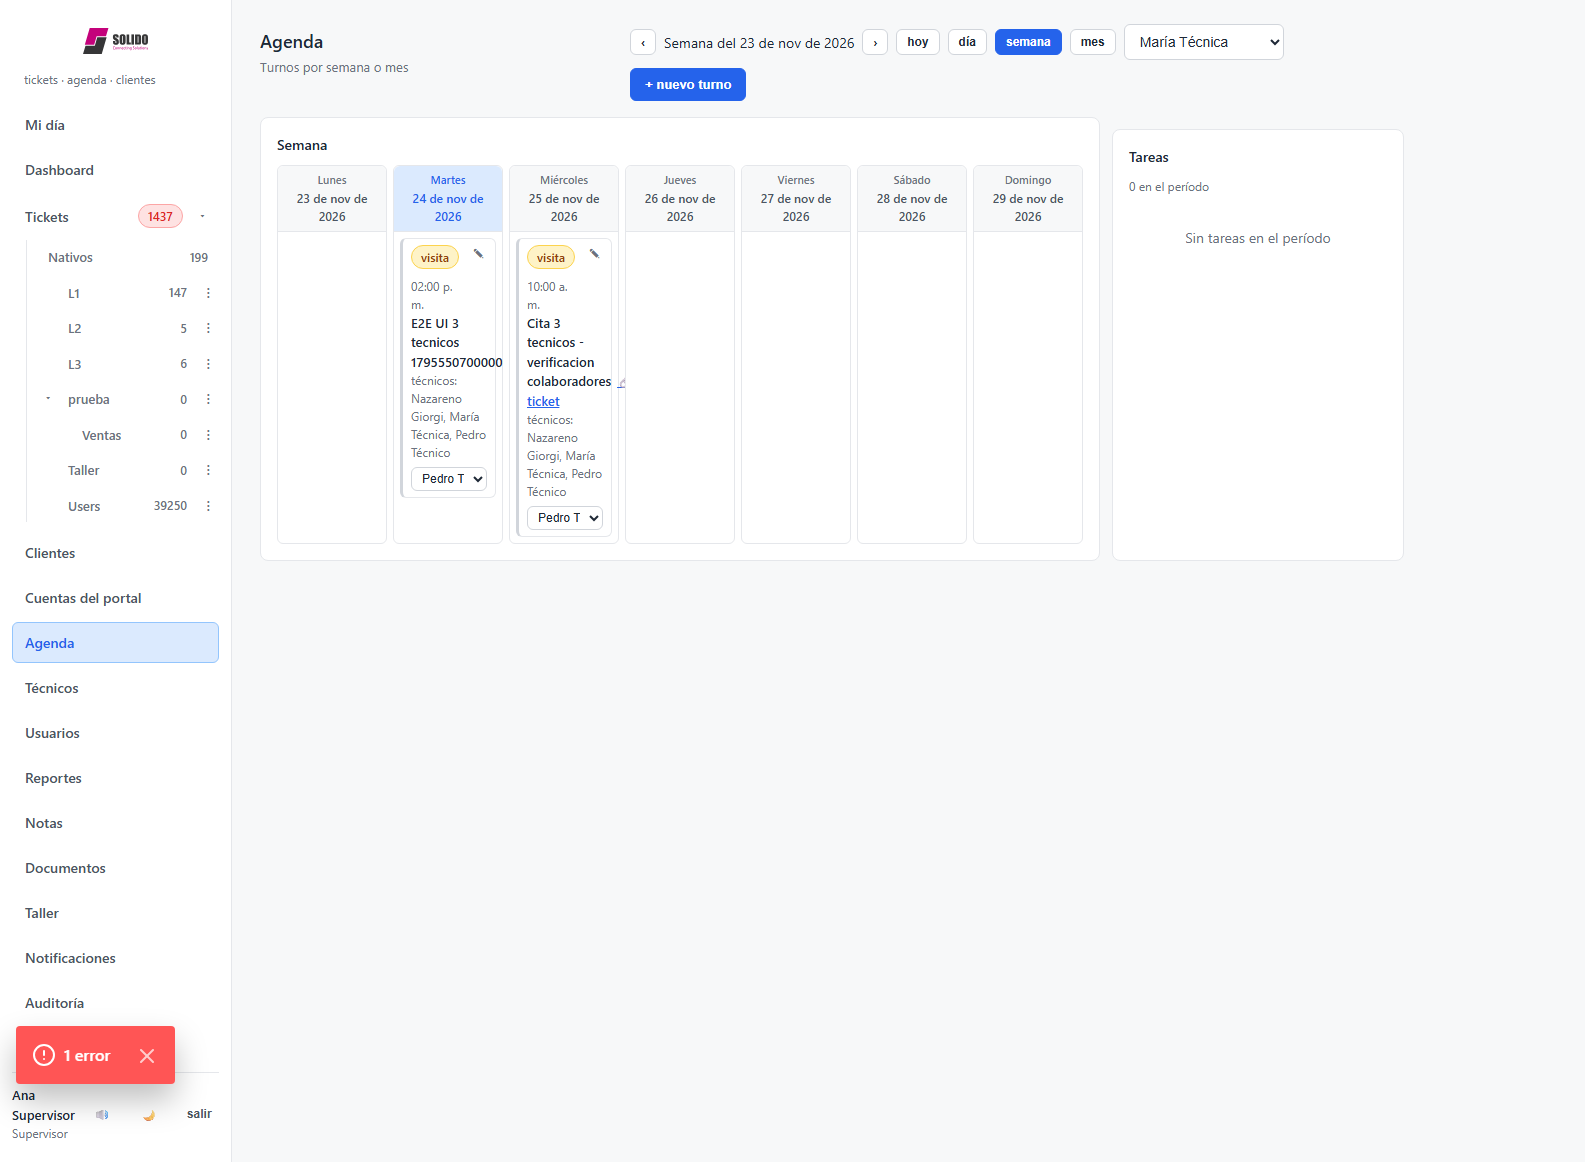 SOLIDO
Connecting Solutions
tickets · agenda · clientes
Mi día
Dashboard
Tickets 1437
Nativos 199
L1 147
L2 5
L3 6
prueba 0
Ventas 0
Taller 0
Users 39250
Clientes
Cuentas del portal
Agenda
Técnicos
Usuarios
Reportes
Notas
Documentos
Taller
Notificaciones
Auditoría
1 error
Ana
Supervisor
Supervisor
salir
Agenda
Turnos por semana o mes
‹ Semana del 23 de nov de 2026 › hoy día semana mes María Técnica
+ nuevo turno
Semana
Lunes
23 de nov de
2026
Martes
24 de nov de
2026
visita
02:00 p.
m.
E2E UI 3
tecnicos
1795550700000
técnicos:
Nazareno
Giorgi, María
Técnica, Pedro
Técnico
Pedro T
Miércoles
25 de nov de
2026
visita
10:00 a.
m.
Cita 3
tecnicos -
verificacion
colaboradores
ticket
técnicos:
Nazareno
Giorgi, María
Técnica, Pedro
Técnico
Pedro T
Jueves
26 de nov de
2026
Viernes
27 de nov de
2026
Sábado
28 de nov de
2026
Domingo
29 de nov de
2026
Tareas
0 en el período
Sin tareas en el período